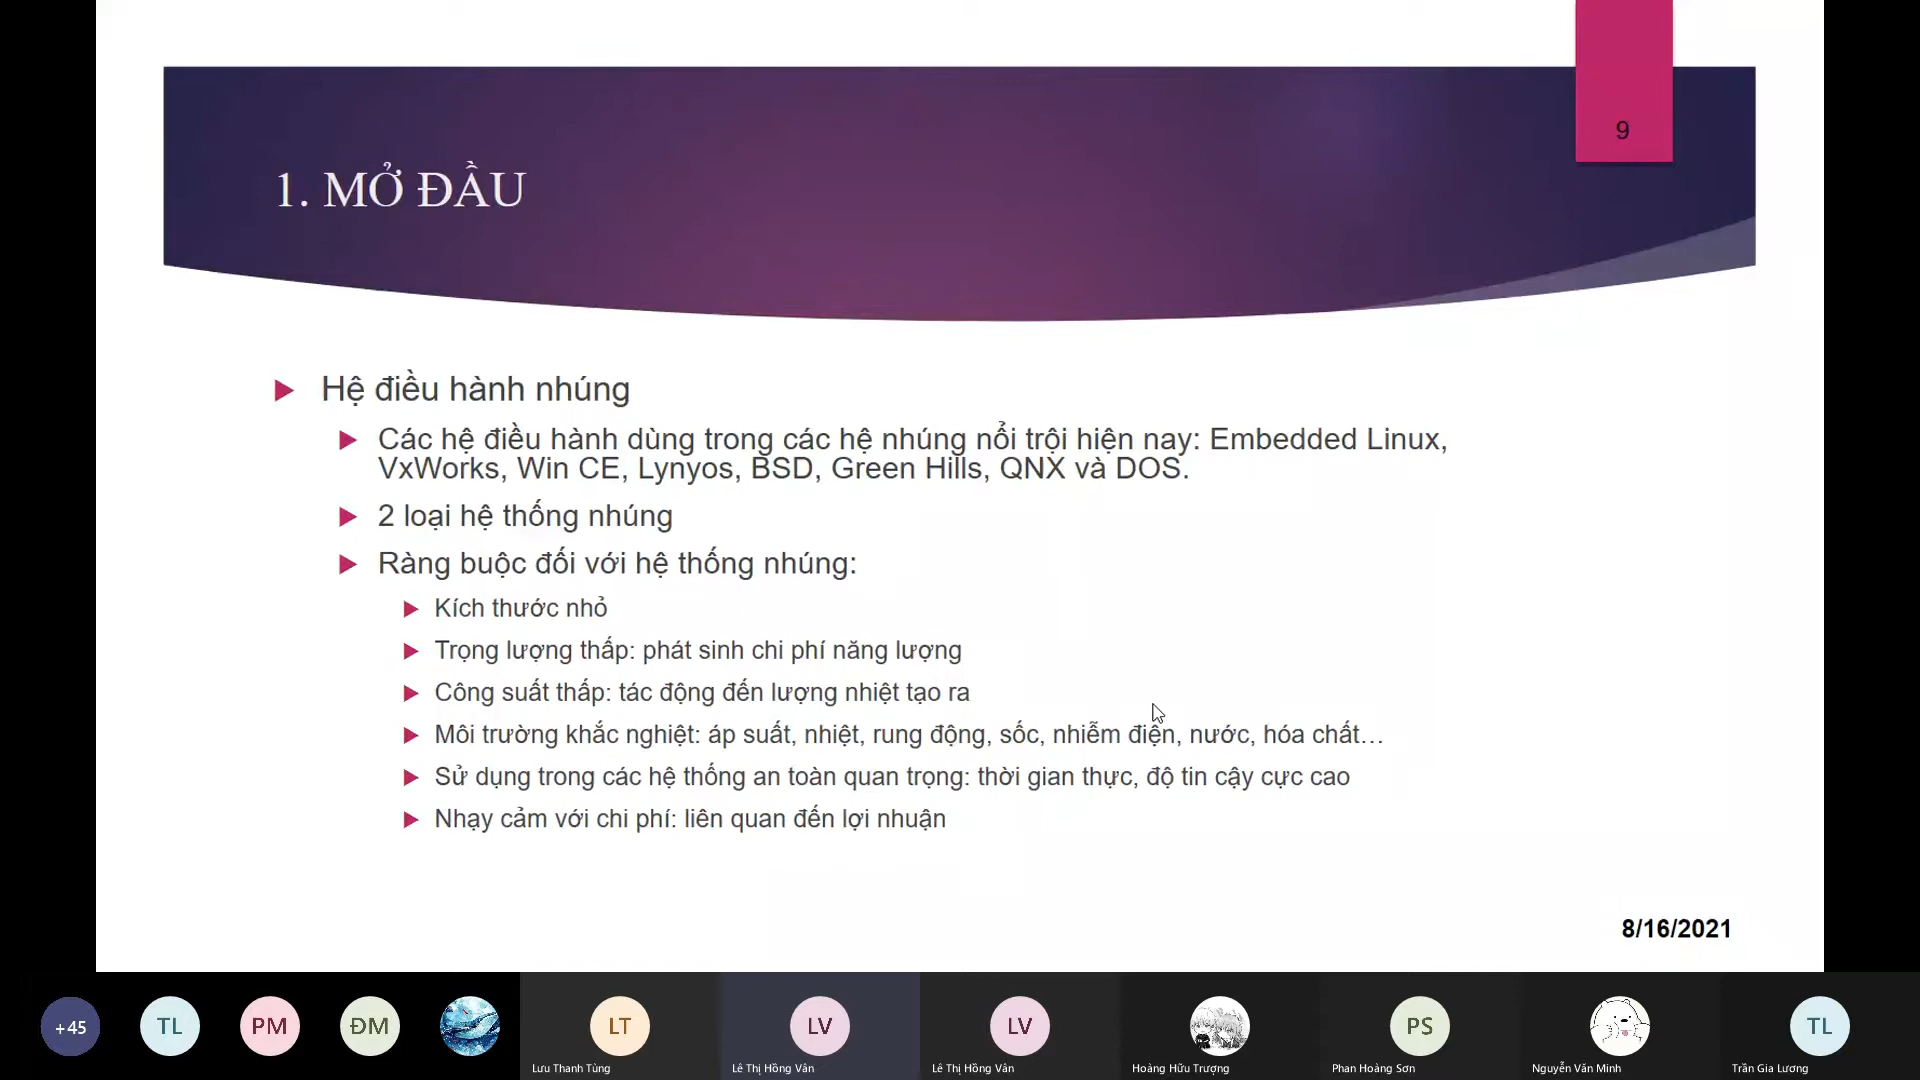 9
1. MỞ ĐẦU
Hệ điều hành nhúng
Các hệ điều hành dùng trong các hệ nhúng nổi trội hiện nay: Embedded Linux,
VxWorks, Win CE, Lynyos, BSD, Green Hills, QNX và DOS.
2 loại hệ thống nhúng
Ràng buộc đối với hệ thống nhúng:
Kích thước nhỏ
Trọng lượng thấp: phát sinh chi phí năng lượng
Công suất thấp: tác động đến lượng nhiệt tạo ra
Môi trường khắc nghiệt: áp suất, nhiệt, rung động, sốc, nhiễm điện, nước, hóa chất…
Sử dụng trong các hệ thống an toàn quan trọng: thời gian thực, độ tin cậy cực cao
Nhạy cảm với chi phí: liên quan đến lợi nhuận
8/16/2021
+45 TL PM ĐM LT LV LV PS TL
Lưu Thanh Tùng Lê Thị Hồng Vân Lê Thị Hồng Vân Hoàng Hữu Trượng Phan Hoàng Sơn Nguyễn Văn Minh Trần Gia Lương